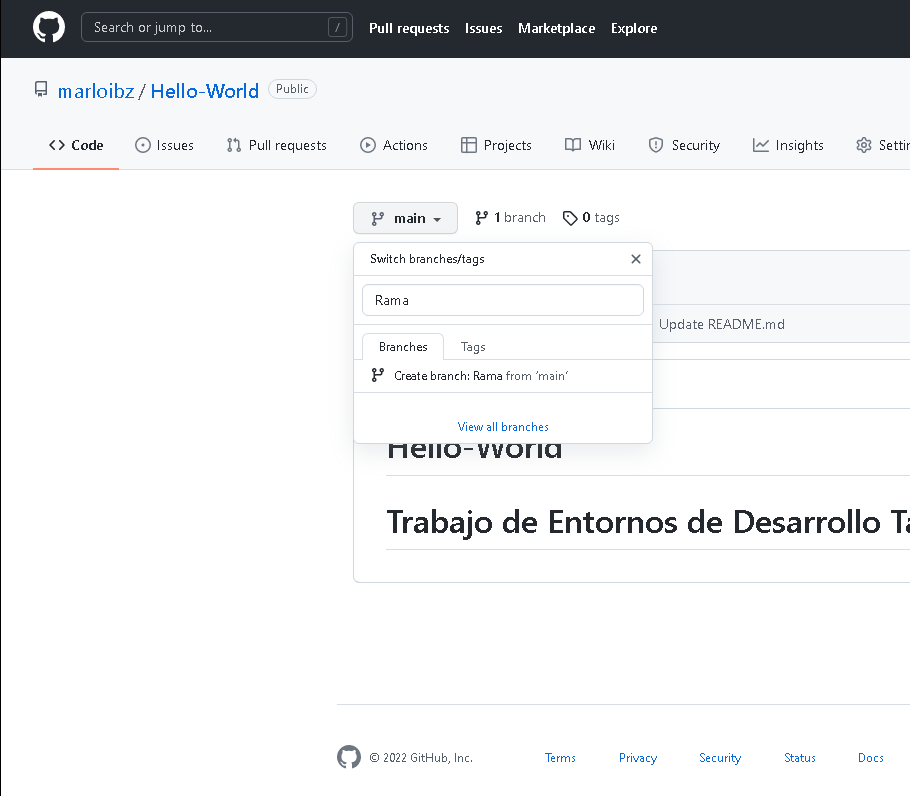 Search or jump to... / Pull requests Issues Marketplace Explore
marloibz / Hello-World Public
Code Issues Pull requests Actions Projects Wiki Security Insights Settin
main 1 branch 0 tags
Switch branches/tags
Rama
Update README.md
Branches Tags
Create branch: Rama from 'main'
View all branches
Hello-World
Trabajo de Entornos de Desarrollo Ta
© 2022 GitHub, Inc. Terms Privacy Security Status Docs